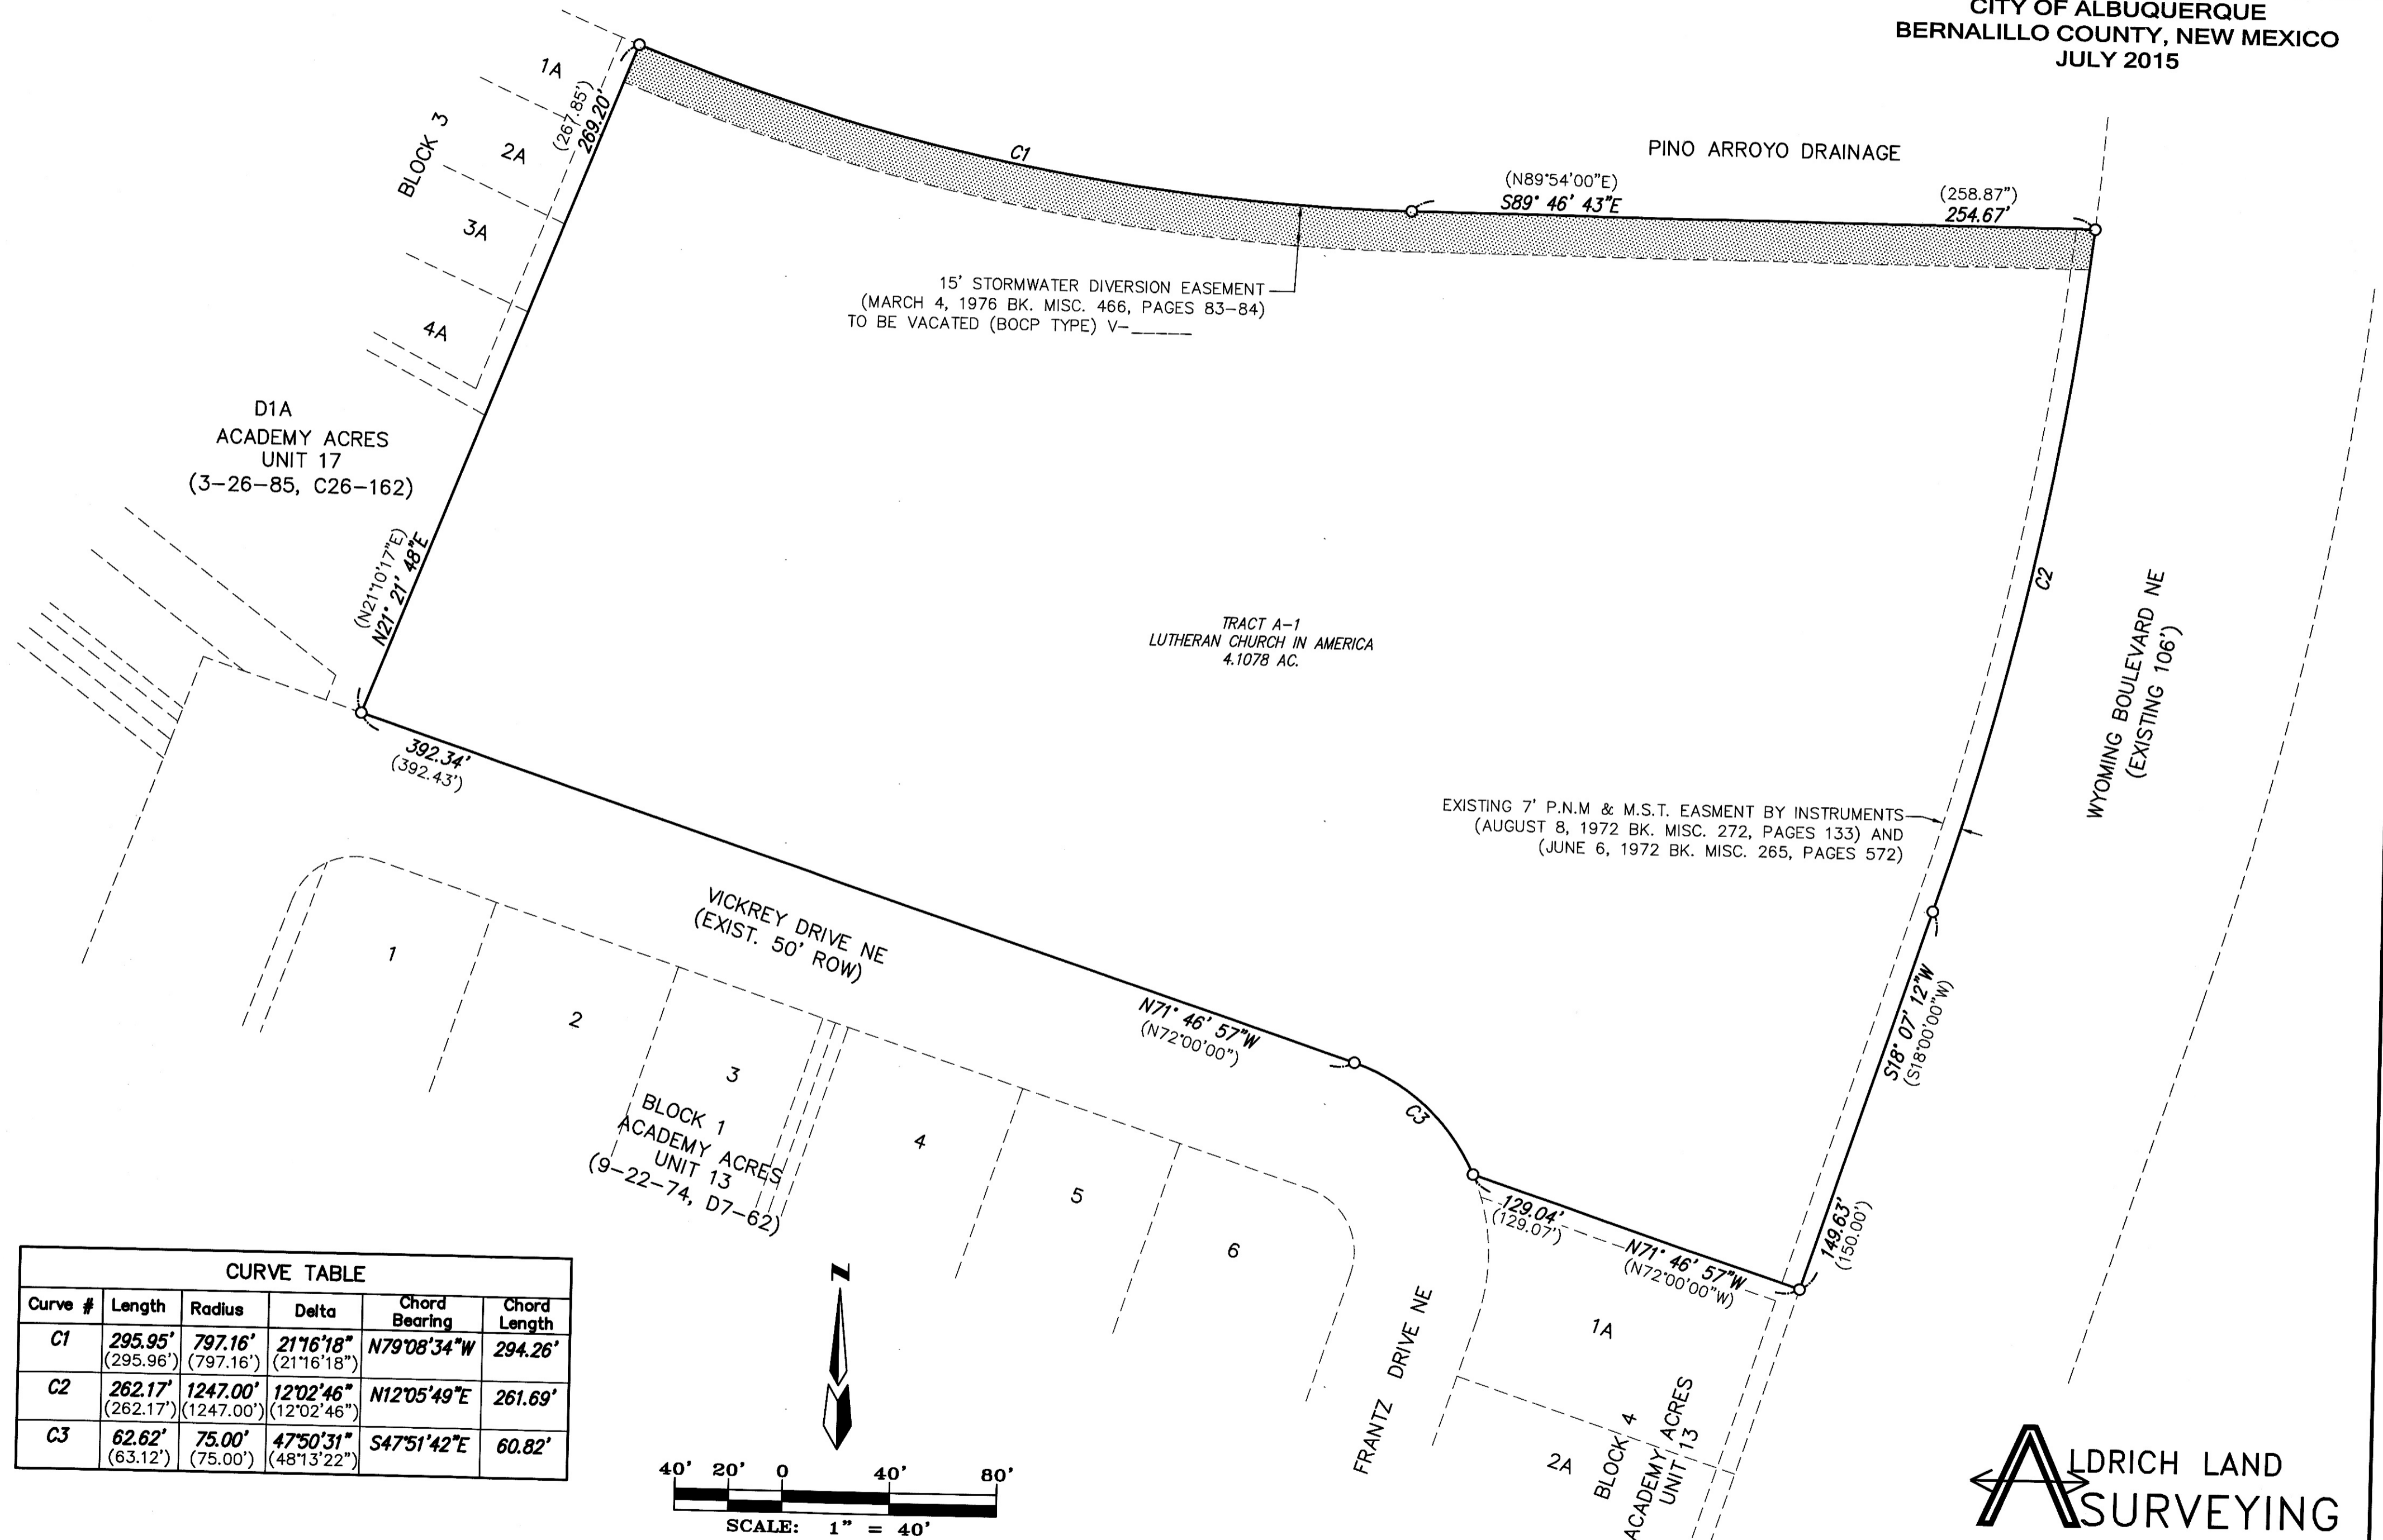 CITY OF ALBUQUERQUE
BERNALILLO COUNTY, NEW MEXICO
JULY 2015
1A
2A
3A
4A
BLOCK 3
(267.85')
269.20'
C1
PINO ARROYO DRAINAGE
(N89°54'00"E)
S89° 46' 43"E
(258.87")
254.67'
15' STORMWATER DIVERSION EASEMENT
(MARCH 4, 1976 BK. MISC. 466, PAGES 83-84)
TO BE VACATED (BOCP TYPE) V-_____
D1A
ACADEMY ACRES
UNIT 17
(3-26-85, C26-162)
(N21°10'17"E)
N21° 21' 48"E
TRACT A-1
LUTHERAN CHURCH IN AMERICA
4.1078 AC.
C2
WYOMING BOULEVARD NE
(EXISTING 106')
EXISTING 7' P.N.M & M.S.T. EASMENT BY INSTRUMENTS
(AUGUST 8, 1972 BK. MISC. 272, PAGES 133) AND
(JUNE 6, 1972 BK. MISC. 265, PAGES 572)
392.34'
(392.43')
VICKREY DRIVE NE
(EXIST. 50' ROW)
N71° 46' 57"W
(N72°00'00")
C3
S18° 07' 12"W
(S18°00'00"W)
149.63'
(150.00')
129.04'
(129.07')
N71° 46' 57"W
(N72°00'00"W)
1
2
3
4
5
6
BLOCK 1
ACADEMY ACRES
UNIT 13
(9-22-74, D7-62)
FRANTZ DRIVE NE
1A
2A
BLOCK 4
ACADEMY ACRES
UNIT 13
CURVE TABLE
Curve # Length Radius Delta Chord Bearing Chord Length
C1 295.95' 797.16' 21°16'18" N79°08'34"W 294.26'
(295.96') (797.16') (21°16'18")
C2 262.17' 1247.00' 12°02'46" N12°05'49"E 261.69'
(262.17') (1247.00') (12°02'46")
C3 62.62' 75.00' 47°50'31" S47°51'42"E 60.82'
(63.12') (75.00') (48°13'22")
N
40' 20' 0 40' 80'
SCALE: 1" = 40'
ALDRICH LAND
SURVEYING